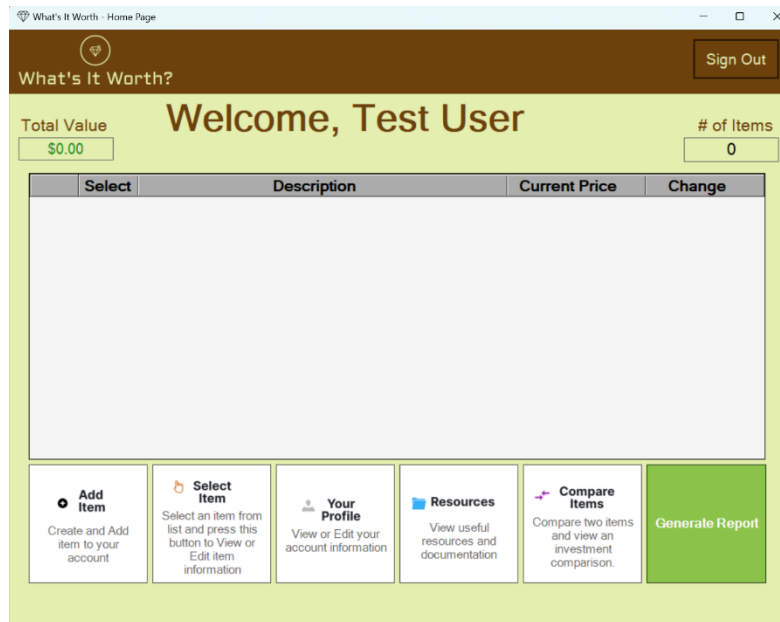 What's It Worth - Home Page
What's It Worth?
Sign Out
Total Value
Welcome, Test User
# of Items
$0.00
0
Select
Description
Current Price
Change
Add
Item
Create and Add
item to your
account
Select
Item
Select an item from
list and press this
button to View or
Edit item
information
Your
Profile
View or Edit your
account information
Resources
View useful
resources and
documentation
Compare
Items
Compare two items
and view an
investment
comparison.
Generate Report